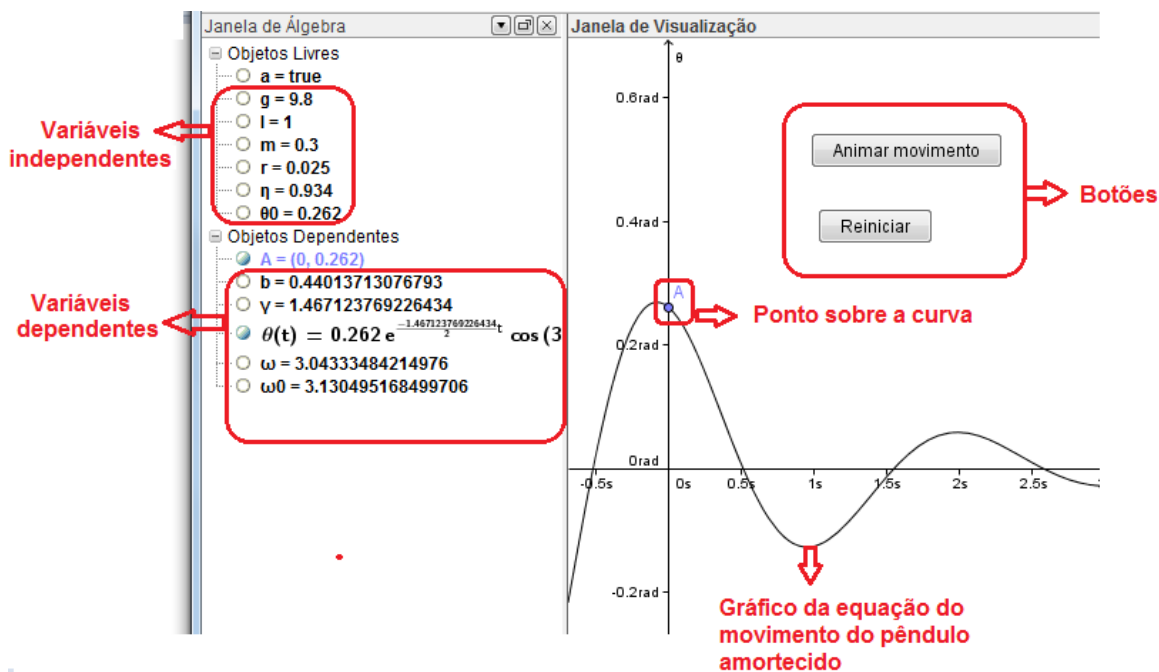 Janela de Álgebra
Objetos Livres
a = true
g = 9.8
l = 1
m = 0.3
r = 0.025
η = 0.934
θ0 = 0.262
Objetos Dependentes
A = (0, 0.262)
b = 0.44013713076793
γ = 1.467123769226434
θ(t) = 0.262 e^(-1.467123769226434/2 t) cos (3
ω = 3.04333484214976
ω0 = 3.130495168499706
Variáveis
independentes
Variáveis
dependentes
Janela de Visualização
θ
0.6rad
0.4rad
0.2rad
0rad
-0.2rad
-0.5s
0s
0.5s
1s
1.5s
2s
2.5s
A
Animar movimento
Reiniciar
Botões
Ponto sobre a curva
Gráfico da equação do
movimento do pêndulo
amortecido